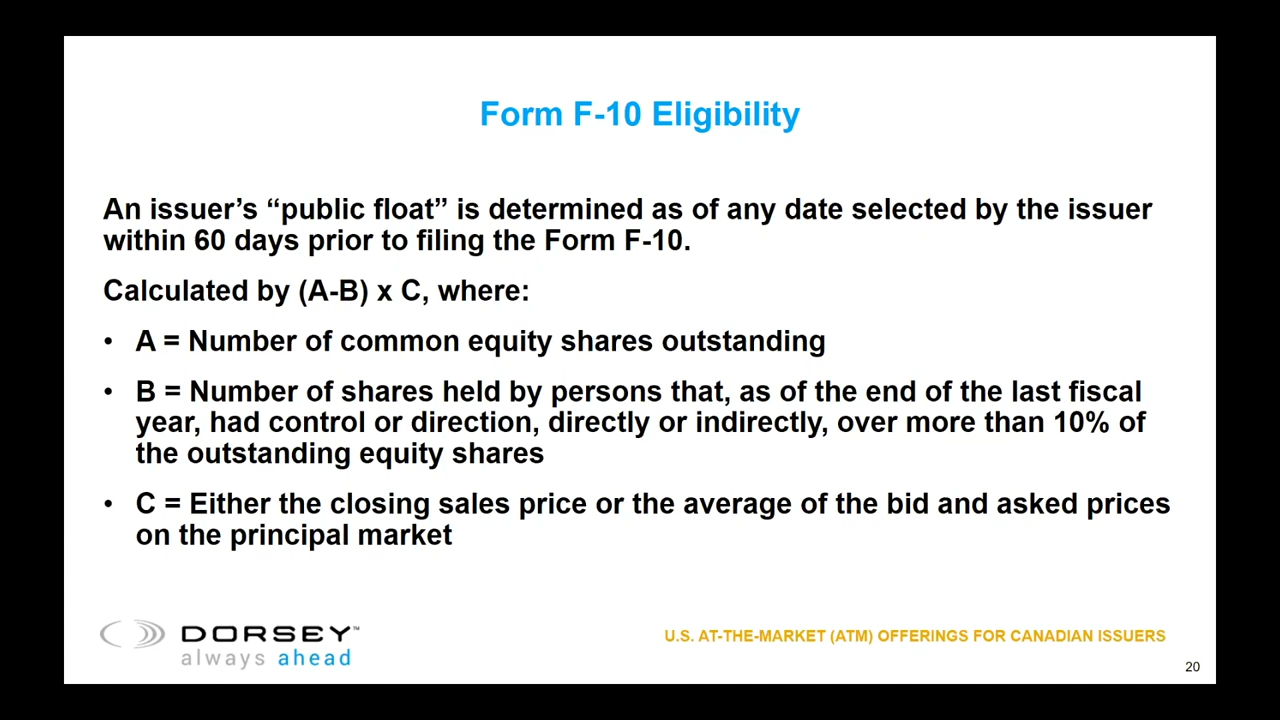 Form F-10 Eligibility
An issuer’s “public float” is determined as of any date selected by the issuer
within 60 days prior to filing the Form F-10.
Calculated by (A-B) x C, where:
• A = Number of common equity shares outstanding
• B = Number of shares held by persons that, as of the end of the last fiscal
year, had control or direction, directly or indirectly, over more than 10% of
the outstanding equity shares
• C = Either the closing sales price or the average of the bid and asked prices
on the principal market
DORSEY™
always ahead
U.S. AT-THE-MARKET (ATM) OFFERINGS FOR CANADIAN ISSUERS
20